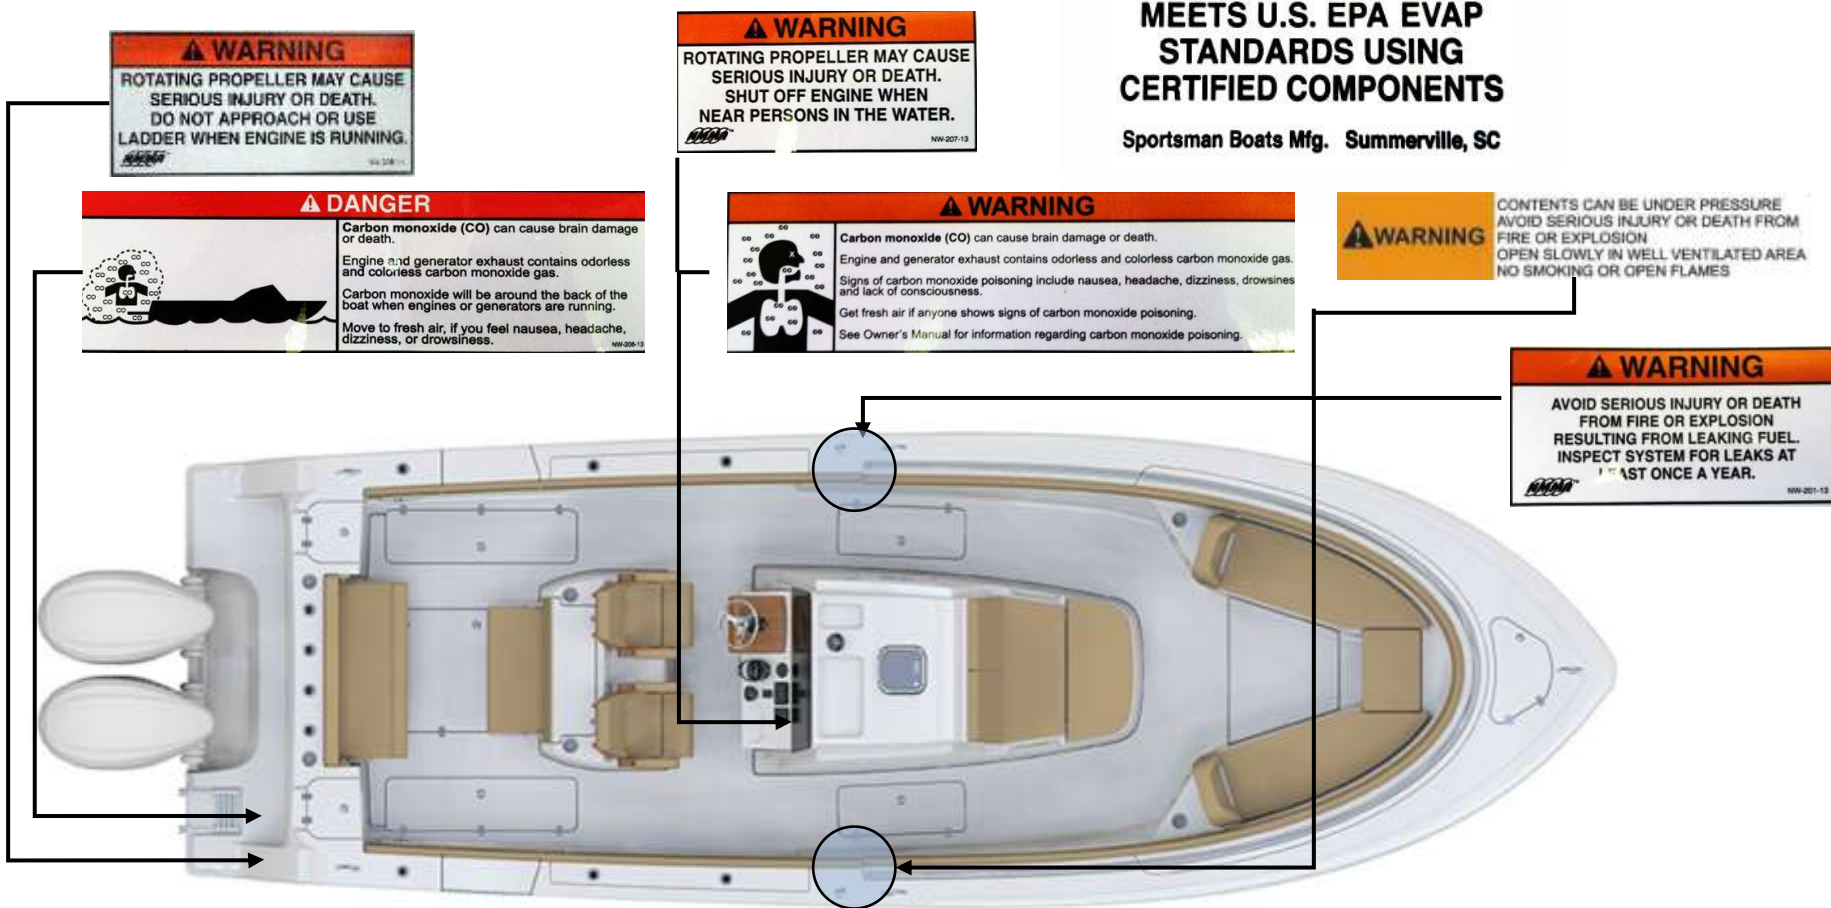 WARNING
ROTATING PROPELLER MAY CAUSE
SERIOUS INJURY OR DEATH.
DO NOT APPROACH OR USE
LADDER WHEN ENGINE IS RUNNING.
NMMA
WARNING
ROTATING PROPELLER MAY CAUSE
SERIOUS INJURY OR DEATH.
SHUT OFF ENGINE WHEN
NEAR PERSONS IN THE WATER.
NMMA™
NW-207-13
MEETS U.S. EPA EVAP
STANDARDS USING
CERTIFIED COMPONENTS
Sportsman Boats Mfg. Summerville, SC
DANGER
Carbon monoxide (CO) can cause brain damage
or death.
Engine and generator exhaust contains odorless
and colorless carbon monoxide gas.
Carbon monoxide will be around the back of the
boat when engines or generators are running.
Move to fresh air, if you feel nausea, headache,
dizziness, or drowsiness.
NW-206-13
WARNING
Carbon monoxide (CO) can cause brain damage or death.
Engine and generator exhaust contains odorless and colorless carbon monoxide gas.
Signs of carbon monoxide poisoning include nausea, headache, dizziness, drowsines
and lack of consciousness.
Get fresh air if anyone shows signs of carbon monoxide poisoning.
See Owner's Manual for information regarding carbon monoxide poisoning.
WARNING
CONTENTS CAN BE UNDER PRESSURE
AVOID SERIOUS INJURY OR DEATH FROM
FIRE OR EXPLOSION
OPEN SLOWLY IN WELL VENTILATED AREA
NO SMOKING OR OPEN FLAMES
WARNING
AVOID SERIOUS INJURY OR DEATH
FROM FIRE OR EXPLOSION
RESULTING FROM LEAKING FUEL.
INSPECT SYSTEM FOR LEAKS AT
AST ONCE A YEAR.
NMMA™
NW-201-13